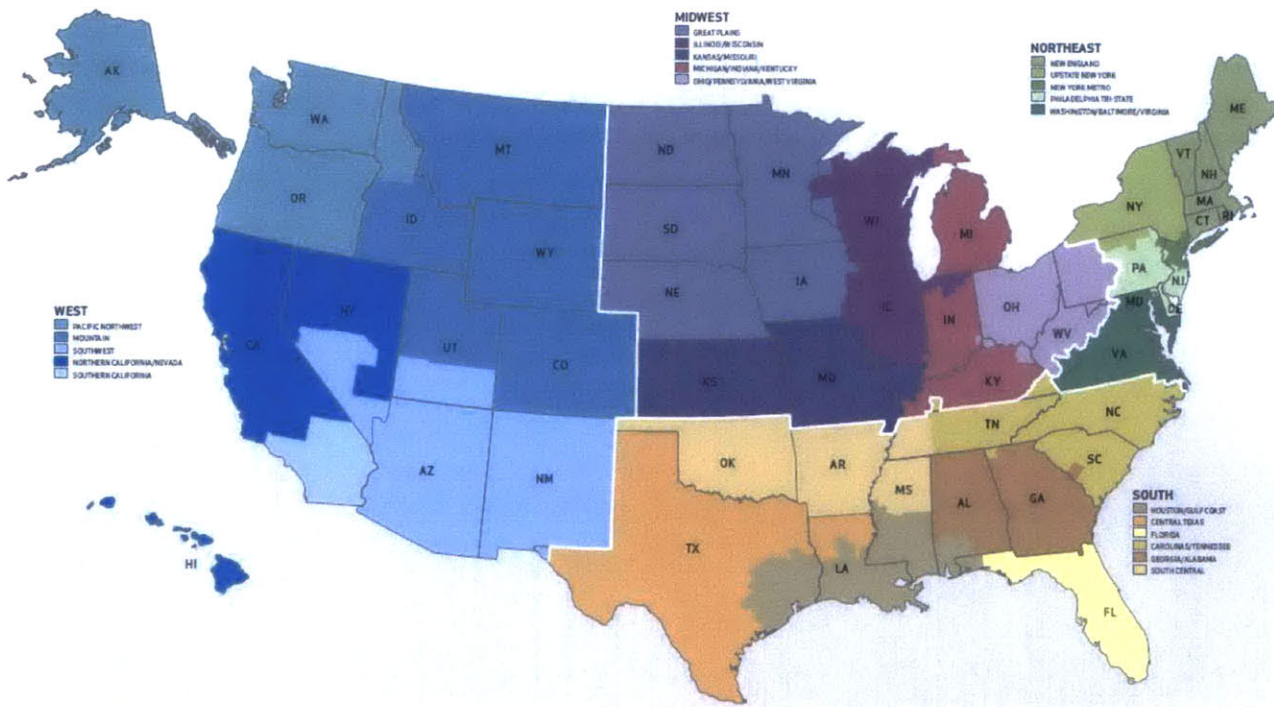 MIDWEST
GREAT PLAINS
ILLINOIS/WISCONSIN
KANSAS/MISSOURI
MICHIGAN/INDIANA/KENTUCKY
OHIO/PENNSYLVANIA/WEST VIRGINIA
NORTHEAST
NEW ENGLAND
UPSTATE NEW YORK
NEW YORK METRO
PHILADELPHIA TRI-STATE
WASHINGTON/BALTIMORE/VIRGINIA
WEST
PACIFIC NORTHWEST
MOUNTAIN
SOUTHWEST
NORTHERN CALIFORNIA/NEVADA
SOUTHERN CALIFORNIA
SOUTH
HOUSTON/GULF COAST
CENTRAL TEXAS
FLORIDA
CAROLINAS/TENNESSEE
GEORGIA/ALABAMA
SOUTH CENTRAL
AK
WA
MT
ND
MN
ME
VT
NH
OR
ID
SD
WI
MI
NY
MA
CT
RI
WY
NE
IA
PA
NJ
NV
CA
UT
CO
KS
MO
IL
IN
OH
WV
MD
DE
VA
KY
AZ
NM
OK
AR
TN
NC
SC
MS
AL
GA
HI
TX
LA
FL